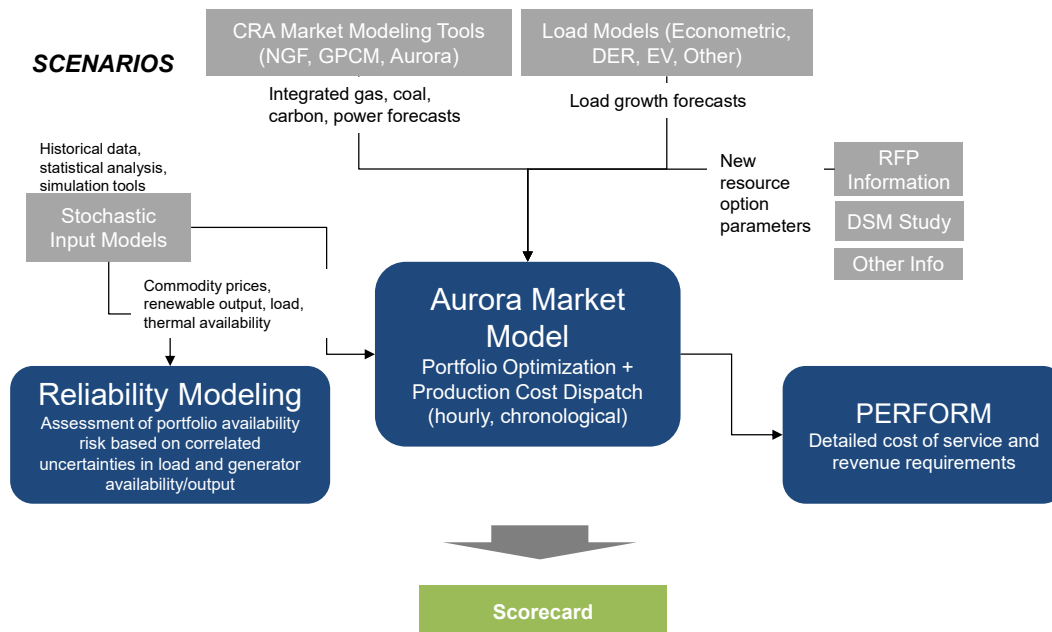 SCENARIOS
CRA Market Modeling Tools
(NGF, GPCM, Aurora)
Load Models (Econometric,
DER, EV, Other)
Integrated gas, coal,
carbon, power forecasts
Load growth forecasts
Historical data,
statistical analysis,
simulation tools
Stochastic
Input Models
New
resource
option
parameters
RFP
Information
DSM Study
Other Info
Commodity prices,
renewable output, load,
thermal availability
Aurora Market
Model
Portfolio Optimization +
Production Cost Dispatch
(hourly, chronological)
Reliability Modeling
Assessment of portfolio availability
risk based on correlated
uncertainties in load and generator
availability/output
PERFORM
Detailed cost of service and
revenue requirements
Scorecard